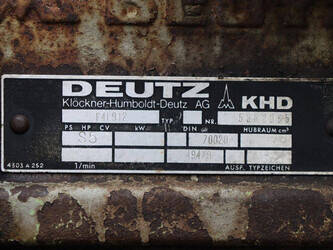 DEUTZ KHD
Klöckner-Humboldt-Deutz AG
F4L912 TYP NR.
PS HP CV kW DIN HUBRAUM cm³
S5 70020
4503 A 252 1/min AUSF. TYPZEICHEN